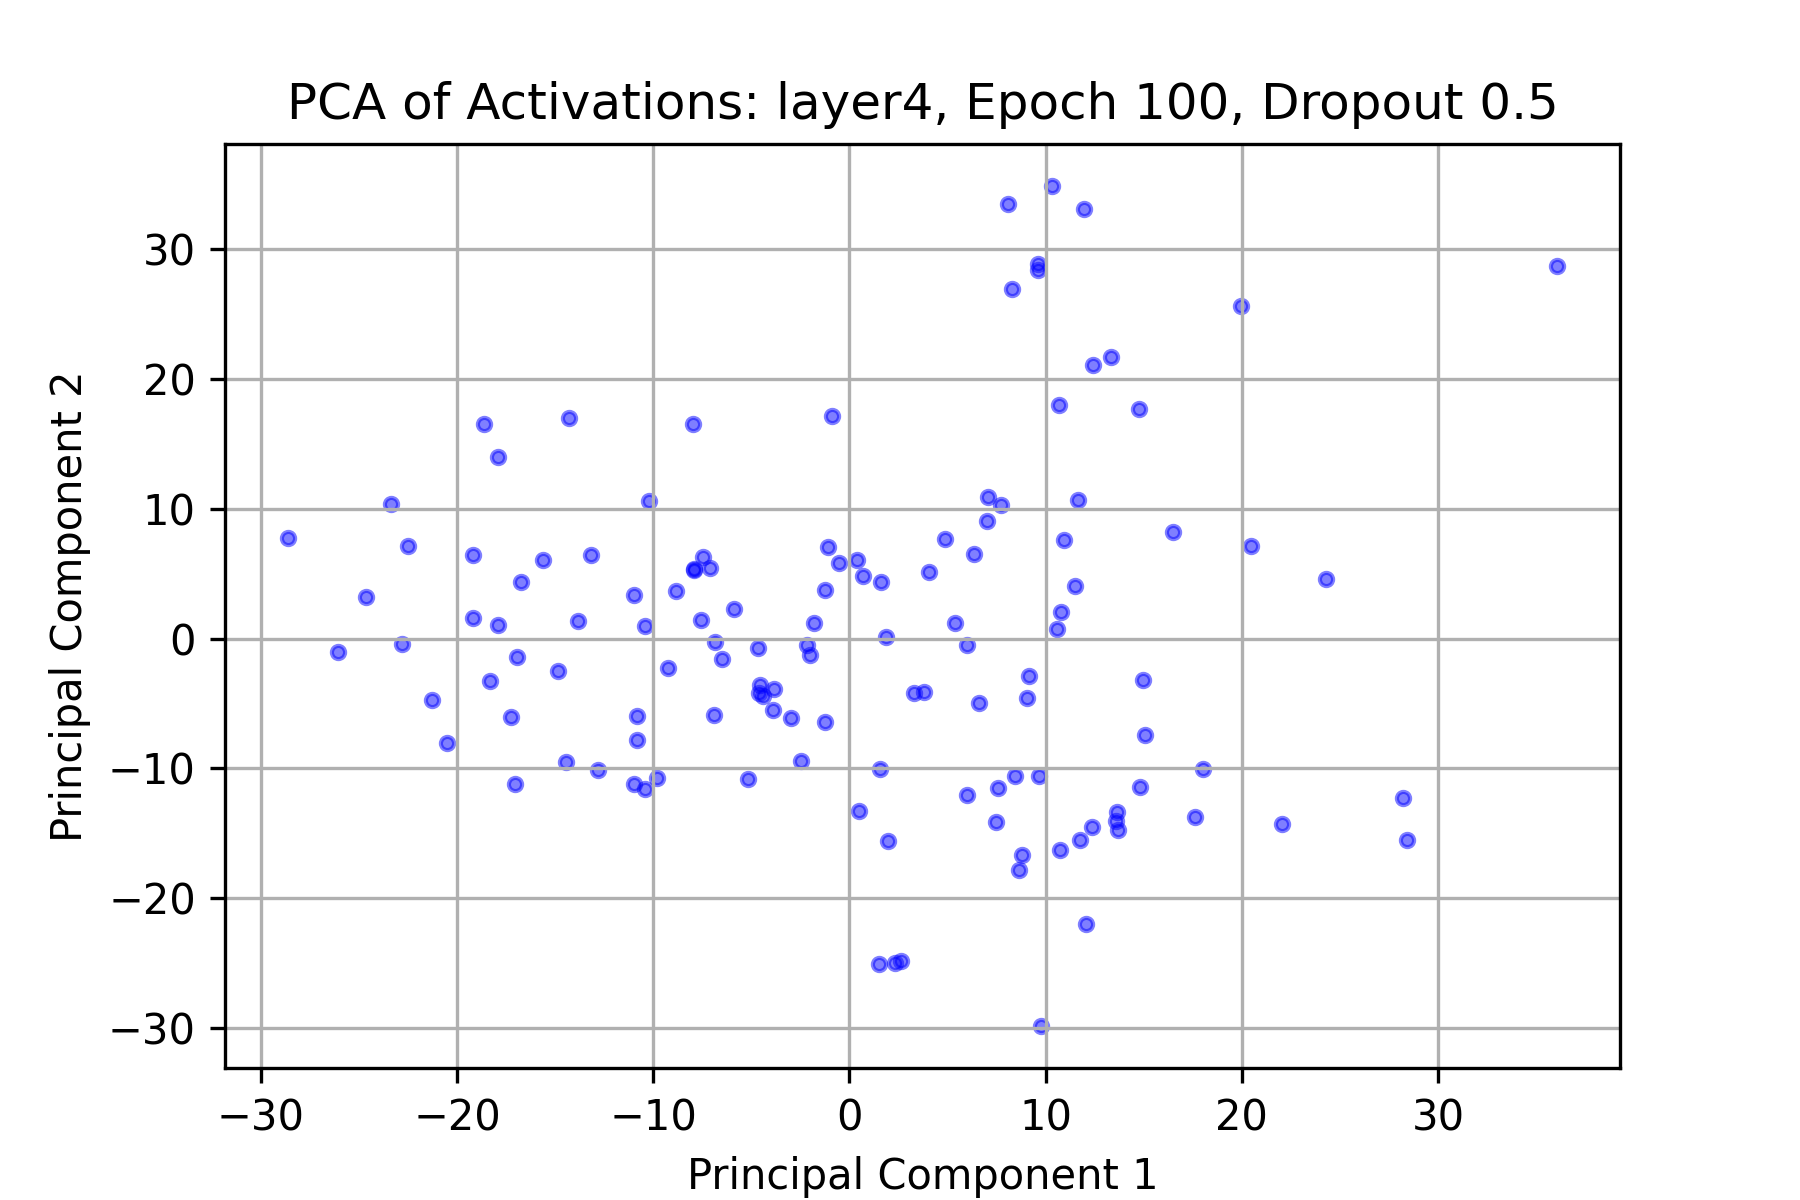 PCA of Activations: layer4, Epoch 100, Dropout 0.5
Principal Component 2
30
20
10
0
−10
−20
−30
−30 −20 −10 0 10 20 30
Principal Component 1